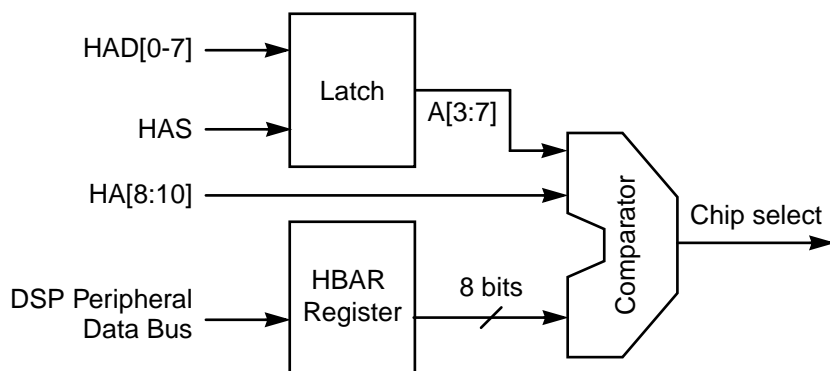 HAD[0-7]
Latch
A[3:7]
HAS
HA[8:10]
Comparator
Chip select
HBAR
Register
8 bits
DSP Peripheral
Data Bus